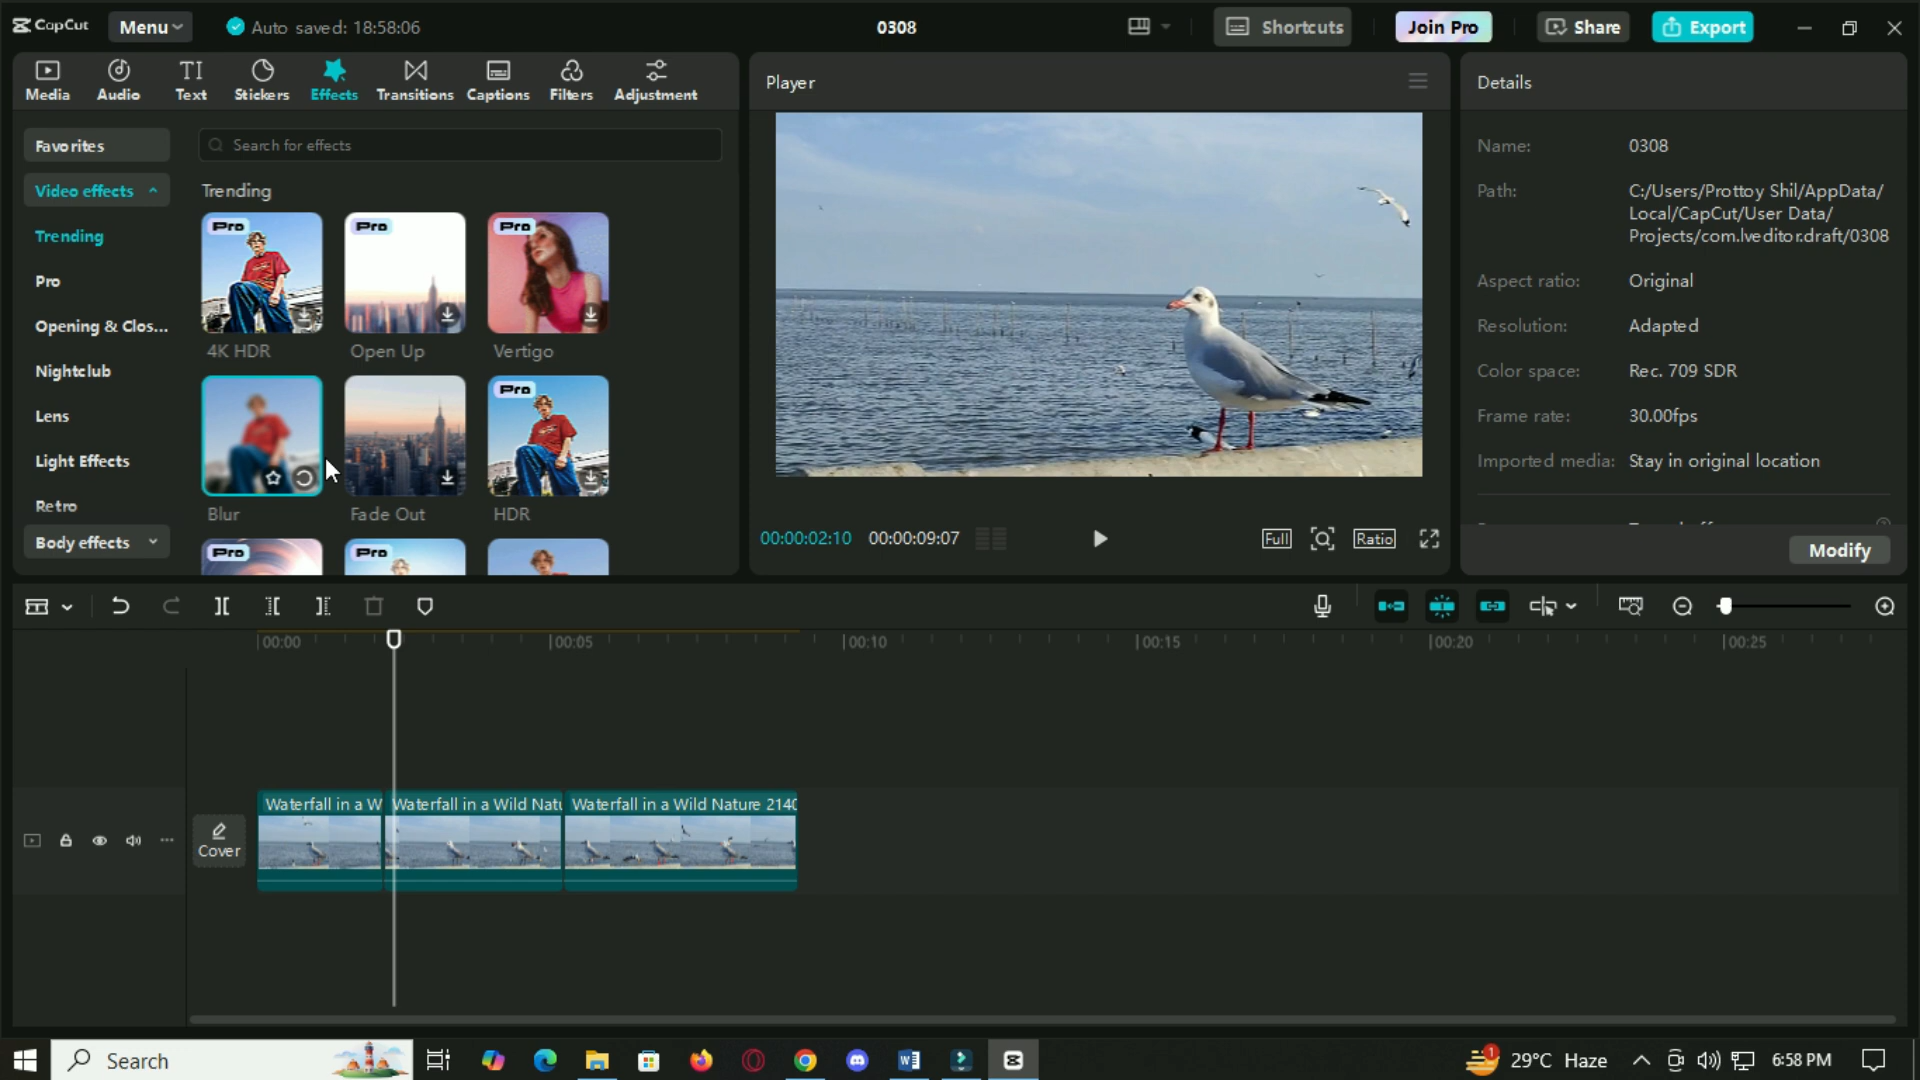 CapCut
Menu
Auto saved: 18:58:06
0308
Shortcuts
Join Pro
Share
Export
Media
Audio
TI
Text
Stickers
Effects
Transitions
Captions
Filters
Adjustment
Favorites
Search for effects
Video effects
Trending
Pro
Opening & Clos...
Nightclub
Lens
Light Effects
Retro
Body effects
Trending
Pro
Pro
Pro
4K HDR
Open Up
Vertigo
Pro
Blur
Fade Out
HDR
Pro
Pro
Player
00:00:02:10
00:00:09:07
Full
Ratio
Details
Name:
0308
Path:
C:/Users/Prottoy Shil/AppData/
Local/CapCut/User Data/
Projects/com.lveditor.draft/0308
Aspect ratio:
Original
Resolution:
Adapted
Color space:
Rec. 709 SDR
Frame rate:
30.00fps
Imported media:
Stay in original location
Modify
00:00
00:05
00:10
00:15
00:20
00:25
Cover
Waterfall in a W
Waterfall in a Wild Natu
Waterfall in a Wild Nature 2140
Search
1
29°C Haze
6:58 PM